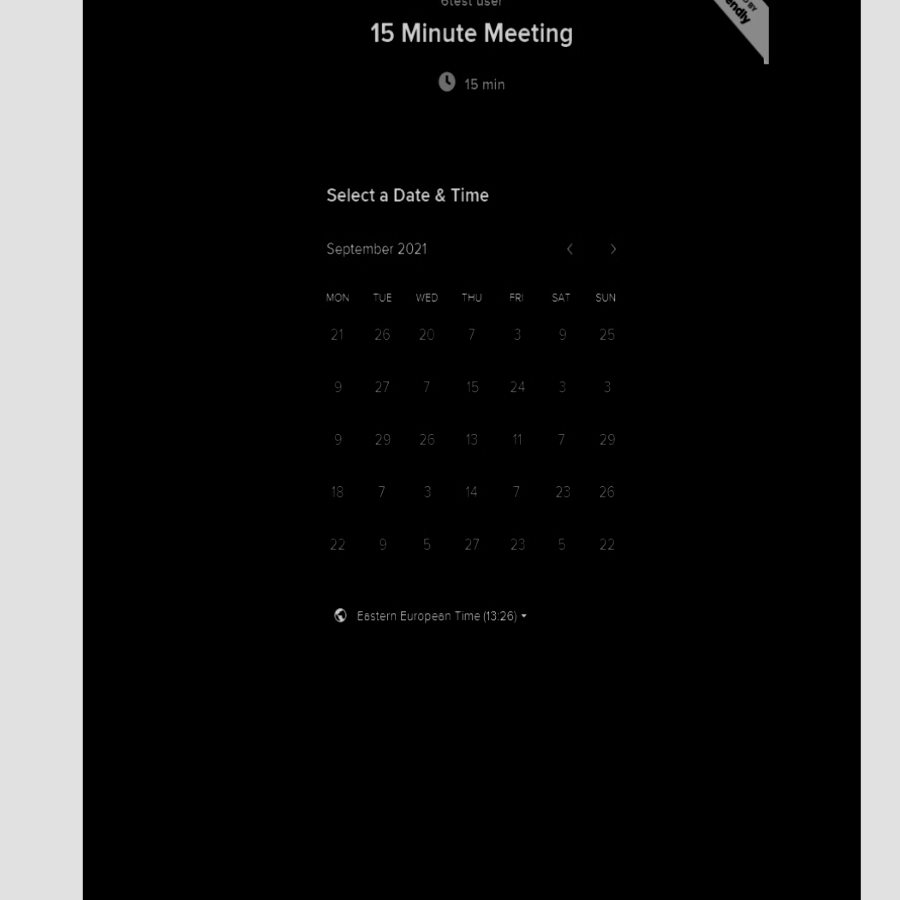 15 Minute Meeting
15 min
Select a Date & Time
September 2021
MON TUE WED THU FRI SAT SUN
21 26 20 7 3 9 25
9 27 7 15 24 3 3
9 29 26 13 11 7 29
18 7 3 14 7 23 26
22 9 5 27 23 5 22
Eastern European Time (13:26)